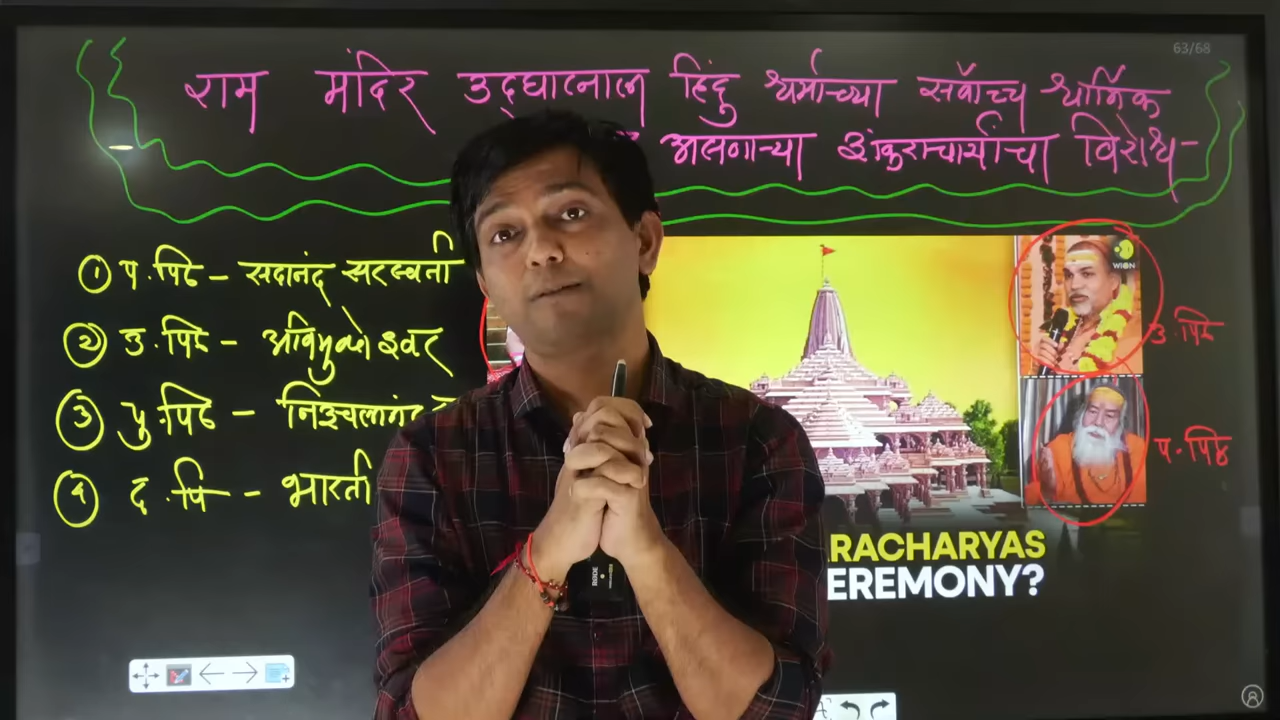 63/68
राम मंदिर उद्घाटनाला हिंदु धर्माच्या सर्वोच्च धार्मिक
असणाऱ्या शंकराचार्यांचा विरोध -
① प. पिठ - सदानंद सरस्वती
② उ. पिठ - अविमुक्तेश्वर
③ पु. पिठ - निश्चलानंद
④ द. पि - भारती
WION
उ. पिठ
प. पिठ
RACHARYAS
EREMONY?
RØDE